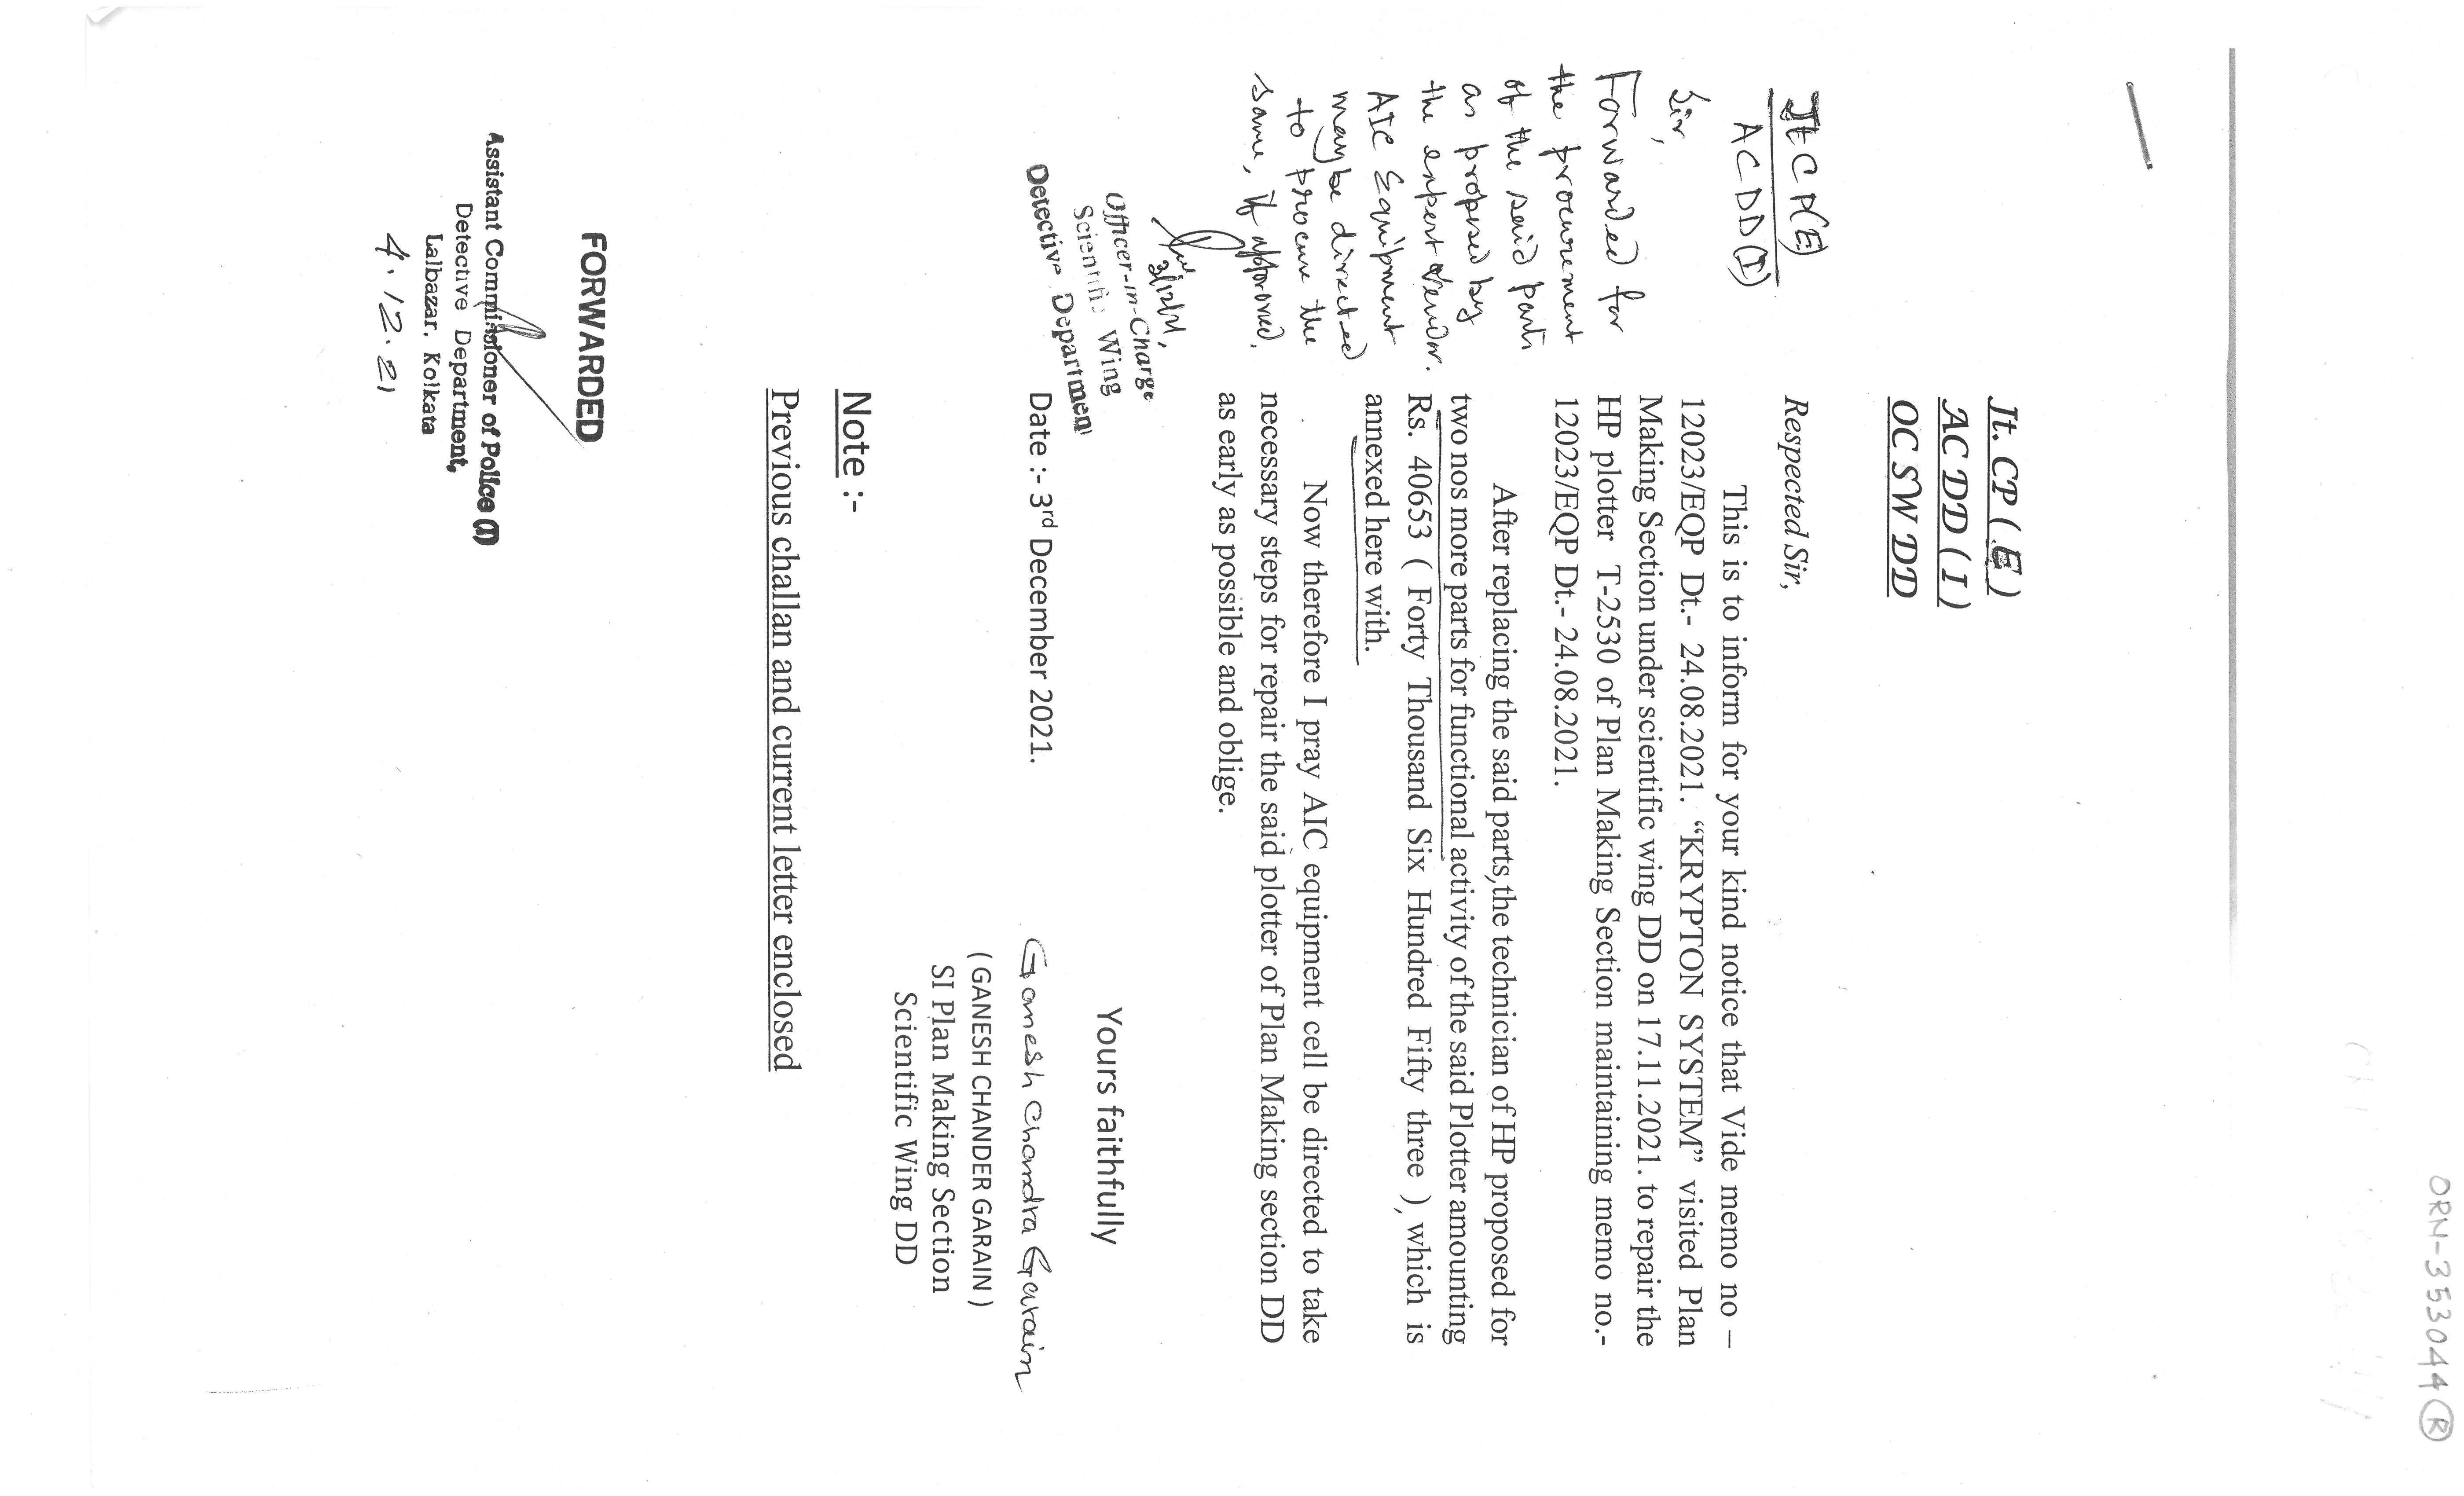 ORN-353044 (R)
Jt. CP ( E )
AC DD ( I )
OC SW DD
Jt C P(E)
ACDD(I)
Sir,
Forwarded for
the procurement
of the said parts
as proposed by
the expert vendor.
AIC Equipment
may be directed
to procure the
same, if approved,
3/12/21,
Officer-in-Charge
Scientific Wing
Detective Department
Respected Sir,
This is to inform for your kind notice that Vide memo no –
12023/EQP Dt.- 24.08.2021. “KRYPTON SYSTEM” visited Plan
Making Section under scientific wing DD on 17.11.2021. to repair the
HP plotter T-2530 of Plan Making Section maintaining memo no.-
12023/EQP Dt.- 24.08.2021.
After replacing the said parts,the technician of HP proposed for
two nos more parts for functional activity of the said Plotter amounting
Rs. 40653 ( Forty Thousand Six Hundred Fifty three ), which is
annexed here with.
Now therefore I pray AIC equipment cell be directed to take
necessary steps for repair the said plotter of Plan Making section DD
as early as possible and oblige.
Yours faithfully
Date :- 3rd December 2021.
Ganesh Chandra Garain
( GANESH CHANDER GARAIN )
SI Plan Making Section
Scientific Wing DD
Note :-
Previous challan and current letter enclosed
FORWARDED
Assistant Commissioner of Police (I)
Detective Department,
Lalbazar, Kolkata
4.12.21